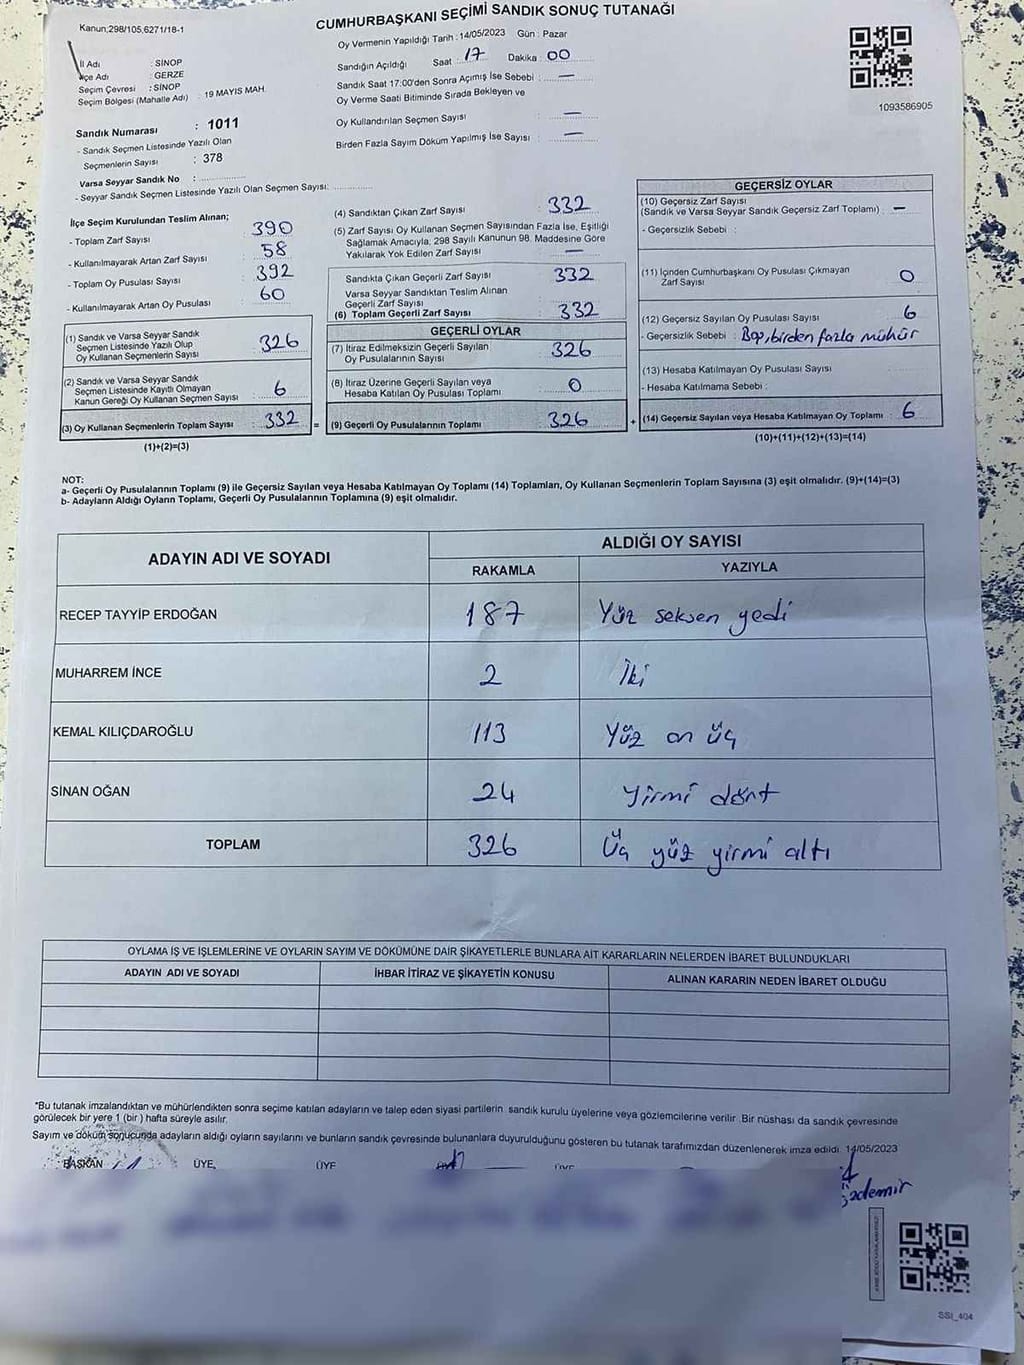 Kanun;298/105,6271/18-1
CUMHURBAŞKANI SEÇİMİ SANDIK SONUÇ TUTANAĞI
Oy Vermenin Yapıldığı Tarih : 14/05/2023 Gün : Pazar
İl Adı : SİNOP
İlçe Adı : GERZE
Seçim Çevresi : SİNOP
Seçim Bölgesi (Mahalle Adı) : 19 MAYIS MAH.
Sandık Numarası : 1011
- Sandık Seçmen Listesinde Yazılı Olan
Seçmenlerin Sayısı : 378
Varsa Seyyar Sandık No :
- Seyyar Sandık Seçmen Listesinde Yazılı Olan Seçmen Sayısı:
Sandığın Açıldığı Saat : 17 Dakika : 00
Sandık Saat 17:00'den Sonra Açımış İse Sebebi : —
Oy Verme Saati Bitiminde Sırada Bekleyen ve
Oy Kullandırılan Seçmen Sayısı : —
Birden Fazla Sayım Döküm Yapılmış İse Sayısı : —
1093586905
İlçe Seçim Kurulundan Teslim Alınan;
- Toplam Zarf Sayısı : 390
- Kullanılmayarak Artan Zarf Sayısı : 58
- Toplam Oy Pusulası Sayısı : 392
- Kullanılmayarak Artan Oy Pusulası : 60
(1) Sandık ve Varsa Seyyar Sandık
Seçmen Listesinde Yazılı Olup
Oy Kullanan Seçmenlerin Sayısı : 326
(2) Sandık ve Varsa Seyyar Sandık
Seçmen Listesinde Kayıtlı Olmayan
Kanun Gereği Oy Kullanan Seçmen Sayısı : 6
(3) Oy Kullanan Seçmenlerin Toplam Sayısı : 332
(1)+(2)=(3)
=
(4) Sandıktan Çıkan Zarf Sayısı : 332
(5) Zarf Sayısı Oy Kullanan Seçmen Sayısından Fazla İse, Eşitliği
Sağlamak Amacıyla; 298 Sayılı Kanunun 98. Maddesine Göre
Yakılarak Yok Edilen Zarf Sayısı : —
Sandıkta Çıkan Geçerli Zarf Sayısı : 332
Varsa Seyyar Sandıktan Teslim Alınan
Geçerli Zarf Sayısı
(6) Toplam Geçerli Zarf Sayısı : 332
GEÇERLİ OYLAR
(7) İtiraz Edilmeksizin Geçerli Sayılan
Oy Pusulalarının Sayısı : 326
(8) İtiraz Üzerine Geçerli Sayılan veya
Hesaba Katılan Oy Pusulası Toplamı : 0
(9) Geçerli Oy Pusulalarının Toplamı : 326
+
GEÇERSİZ OYLAR
(10) Geçersiz Zarf Sayısı
(Sandık ve Varsa Seyyar Sandık Geçersiz Zarf Toplamı) : —
- Geçersizlik Sebebi :
(11) İçinden Cumhurbaşkanı Oy Pusulası Çıkmayan
Zarf Sayısı : 0
(12) Geçersiz Sayılan Oy Pusulası Sayısı : 6
- Geçersizlik Sebebi : Boş, birden fazla mühür
(13) Hesaba Katılmayan Oy Pusulası Sayısı :
- Hesaba Katılmama Sebebi :
(14) Geçersiz Sayılan veya Hesaba Katılmayan Oy Toplamı : 6
(10)+(11)+(12)+(13)=(14)
NOT:
a- Geçerli Oy Pusulalarının Toplamı (9) ile Geçersiz Sayılan veya Hesaba Katılmayan Oy Toplamı (14) Toplamları, Oy Kullanan Seçmenlerin Toplam Sayısına (3) eşit olmalıdır. (9)+(14)=(3)
b- Adayların Aldığı Oyların Toplamı, Geçerli Oy Pusulalarının Toplamına (9) eşit olmalıdır.
ADAYIN ADI VE SOYADI
ALDIĞI OY SAYISI
RAKAMLA YAZIYLA
RECEP TAYYİP ERDOĞAN 187 Yüz seksen yedi
MUHARREM İNCE 2 İki
KEMAL KILIÇDAROĞLU 113 Yüz on üç
SİNAN OĞAN 24 Yirmi dört
TOPLAM 326 Üç yüz yirmi altı
OYLAMA İŞ VE İŞLEMLERİNE VE OYLARIN SAYIM VE DÖKÜMÜNE DAİR ŞİKAYETLERLE BUNLARA AİT KARARLARIN NELERDEN İBARET BULUNDUKLARI
ADAYIN ADI VE SOYADI İHBAR İTİRAZ VE ŞİKAYETİN KONUSU ALINAN KARARIN NEDEN İBARET OLDUĞU
*Bu tutanak imzalandıktan ve mühürlendikten sonra seçime katılan adayların ve talep eden siyasi partilerin sandık kurulu üyelerine veya gözlemcilerine verilir. Bir nüshası da sandık çevresinde
görülecek bir yere 1 (bir) hafta süreyle asılır.
Sayım ve döküm sonucunda adayların aldığı oyların sayılarını ve bunların sandık çevresinde bulunanlara duyurulduğunu gösteren bu tutanak tarafımızdan düzenlenerek imza edildi. 14/05/2023
BAŞKAN ÜYE, ÜYE ÜYE
SSI_404